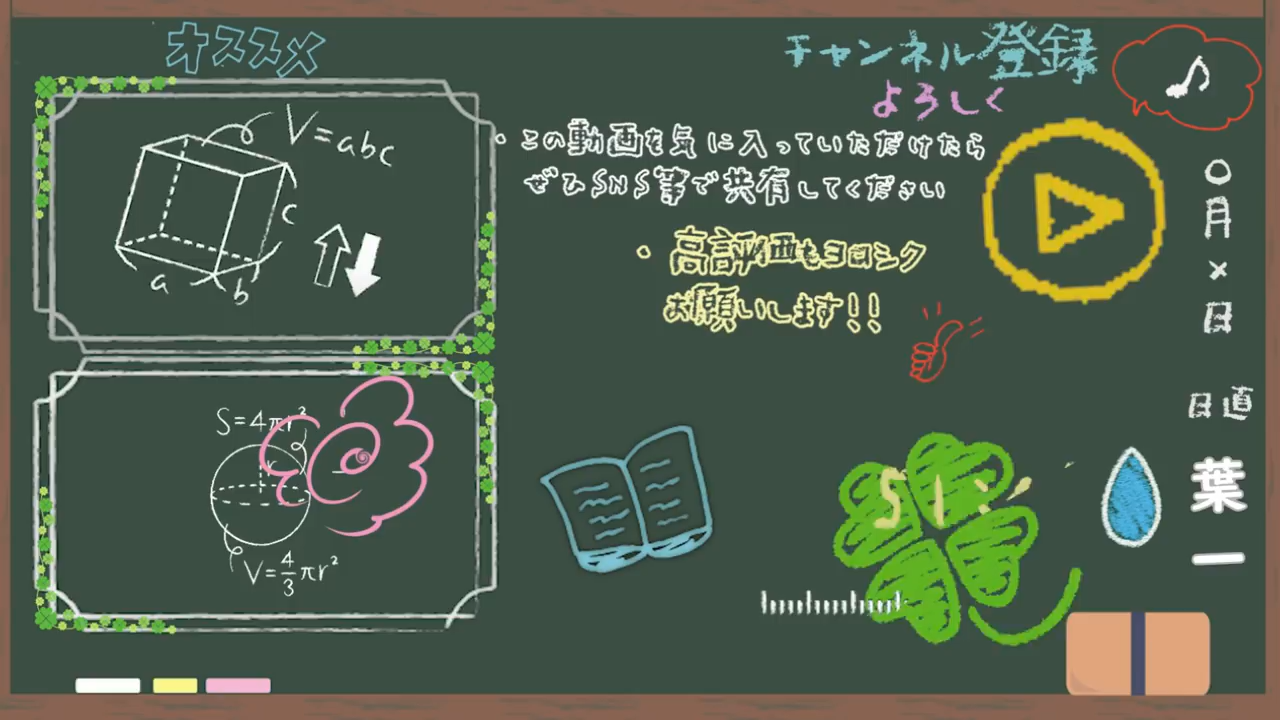 オススメ
チャンネル登録
よろしく
・この動画を気に入っていただけたら
ぜひSNS等で共有してください
・高評価もヨロシク
お願いします!!
V=abc
c
a
b
S=4πr²
r
V=4/3πr²
〇月×日
日直
葉一